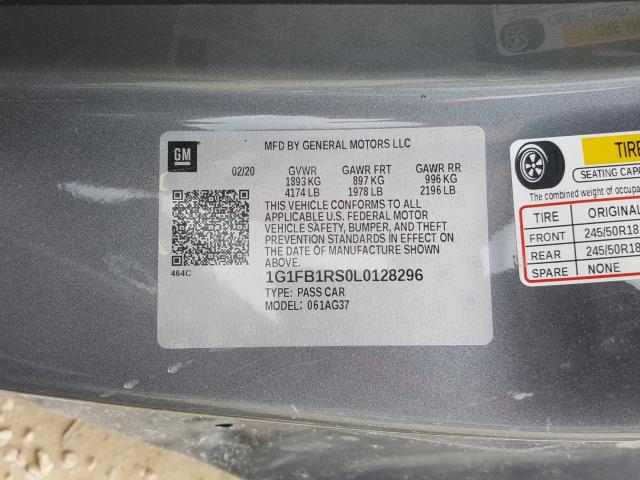 GM
MFD BY GENERAL MOTORS LLC
02/20 GVWR GAWR FRT GAWR RR
1893 KG 897 KG 996 KG
4174 LB 1978 LB 2196 LB
THIS VEHICLE CONFORMS TO ALL
APPLICABLE U.S. FEDERAL MOTOR
VEHICLE SAFETY, BUMPER, AND THEFT
PREVENTION STANDARDS IN EFFECT ON
THE DATE OF MANUFACTURE SHOWN
ABOVE.
464C
1G1FB1RS0L0128296
TYPE: PASS CAR
MODEL: 061AG37
TIRE
SEATING CAPA
The combined weight of occupa
TIRE ORIGINAL
FRONT 245/50R18
REAR 245/50R18
SPARE NONE